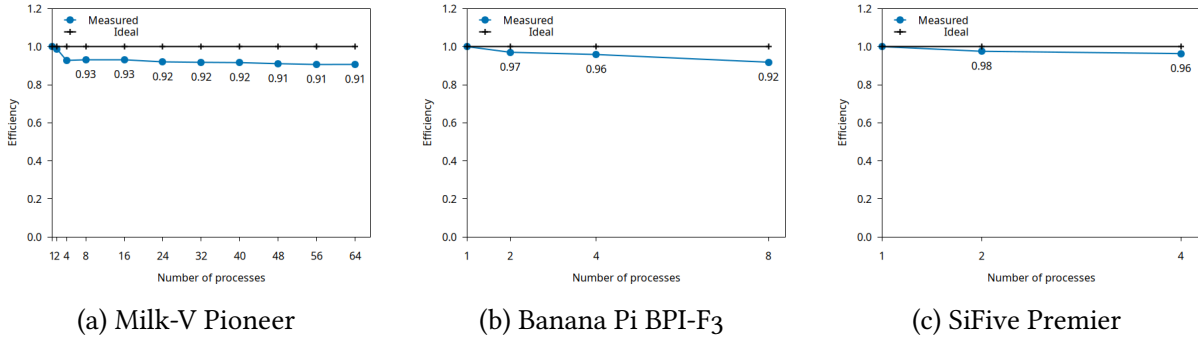 1.2
1.0
0.8
0.6
0.4
0.2
0.0
Efficiency
Measured
Ideal
0.93
0.93
0.92
0.92
0.92
0.91
0.91
0.91
1 2 4 8 16 24 32 40 48 56 64
Number of processes
(a) Milk-V Pioneer
1.2
1.0
0.8
0.6
0.4
0.2
0.0
Efficiency
Measured
Ideal
0.97
0.96
0.92
1 2 4 8
Number of processes
(b) Banana Pi BPI-F3
1.2
1.0
0.8
0.6
0.4
0.2
0.0
Efficiency
Measured
Ideal
0.98
0.96
1 2 4
Number of processes
(c) SiFive Premier